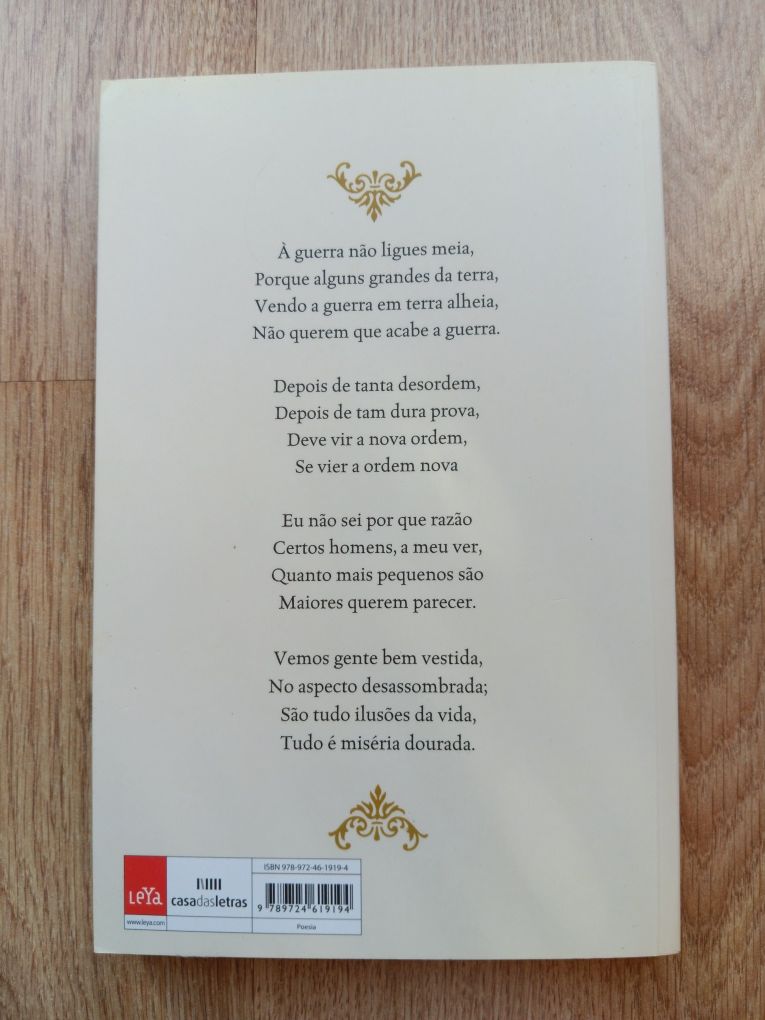 À guerra não ligues meia,
Porque alguns grandes da terra,
Vendo a guerra em terra alheia,
Não querem que acabe a guerra.
Depois de tanta desordem,
Depois de tam dura prova,
Deve vir a nova ordem,
Se vier a ordem nova
Eu não sei por que razão
Certos homens, a meu ver,
Quanto mais pequenos são
Maiores querem parecer.
Vemos gente bem vestida,
No aspecto desassombrada;
São tudo ilusões da vida,
Tudo é miséria dourada.
LeYa
www.leya.com
casadasletras
ISBN 978-972-46-1919-4
9 789724 619194
Poesia